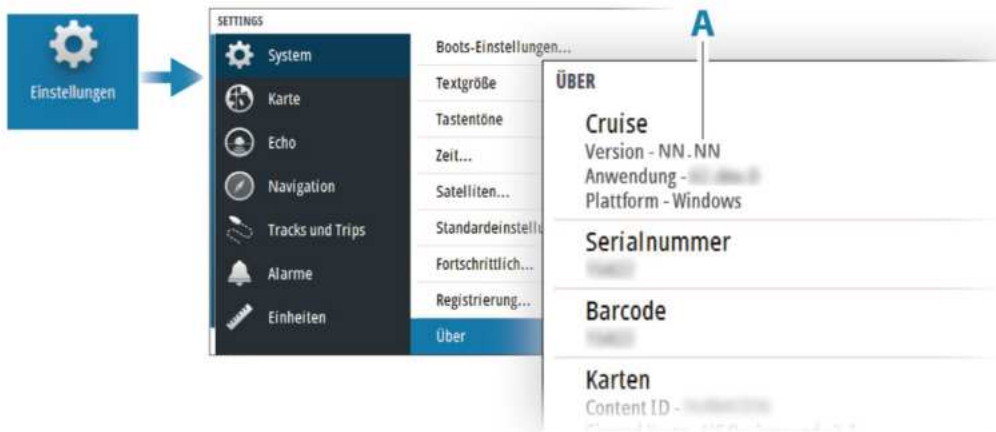 Einstellungen
SETTINGS
System
Karte
Echo
Navigation
Tracks und Trips
Alarme
Einheiten
Boots-Einstellungen...
Textgröße
Tastentöne
Zeit...
Satelliten...
Standardeinstellu
Fortschrittlich...
Registrierung...
Über
A
ÜBER
Cruise
Version - NN.NN
Anwendung -
Plattform - Windows
Serialnummer
Barcode
Karten
Content ID -